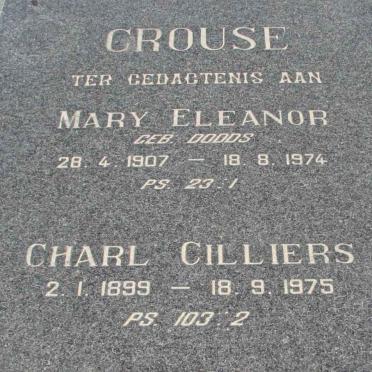 CROUSE
TER GEDAGTENIS AAN
MARY ELEANOR
GEB DODDS
28. 4. 1907 — 18. 8. 1974
PS. 23:1
CHARL CILLIERS
2. 1. 1899 — 18. 9. 1975
PS. 103:2